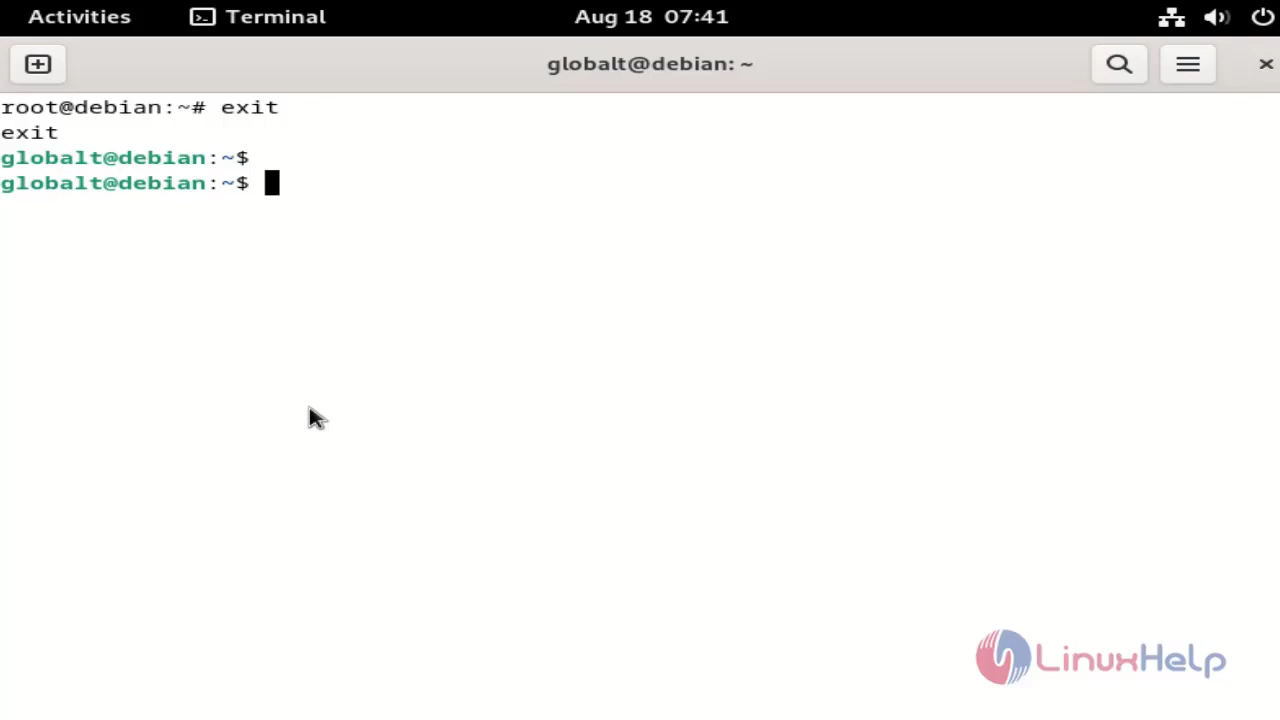 Activities Terminal Aug 18 07:41
globalt@debian: ~
root@debian:~# exit
exit
globalt@debian:~$
globalt@debian:~$
LinuxHelp